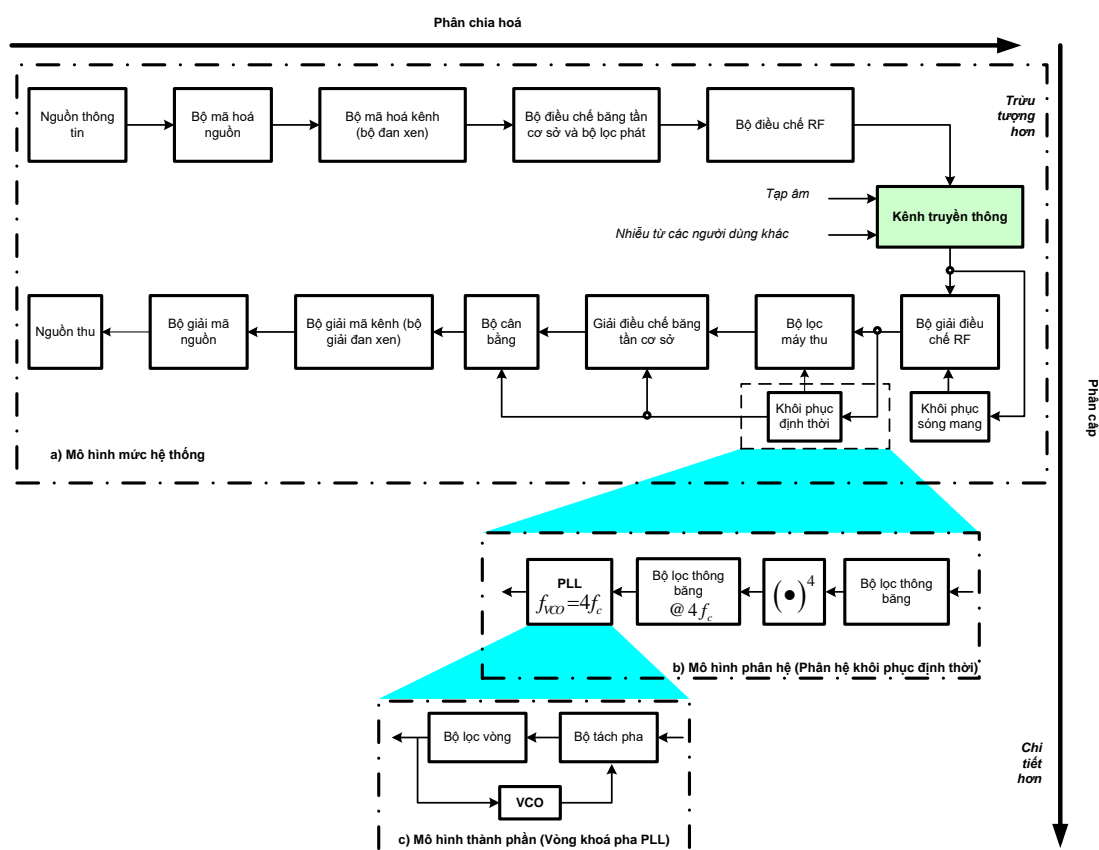 Phân chia hoá
Trừu
tượng
hơn
Nguồn thông
tin
Bộ mã hoá
nguồn
Bộ mã hoá kênh
(bộ đan xen)
Bộ điều chế băng tần
cơ sở và bộ lọc phát
Bộ điều chế RF
Tạp âm
Kênh truyền thông
Nhiễu từ các người dùng khác
Nguồn thu
Bộ giải mã
nguồn
Bộ giải mã kênh (bộ
giải đan xen)
Bộ cân
bằng
Giải điều chế băng
tần cơ sở
Bộ lọc
máy thu
Bộ giải điều
chế RF
Khôi phục
định thời
Khôi phục
sóng mang
Phân câp
a) Mô hình mức hệ thống
PLL
f_VCO=4f_c
Bộ lọc thông
băng
@ 4f_c
(●)^4
Bộ lọc thông
băng
b) Mô hình phân hệ (Phân hệ khôi phục định thời)
Bộ lọc vòng
Bộ tách pha
VCO
Chi
tiết
hơn
c) Mô hình thành phần (Vòng khoá pha PLL)